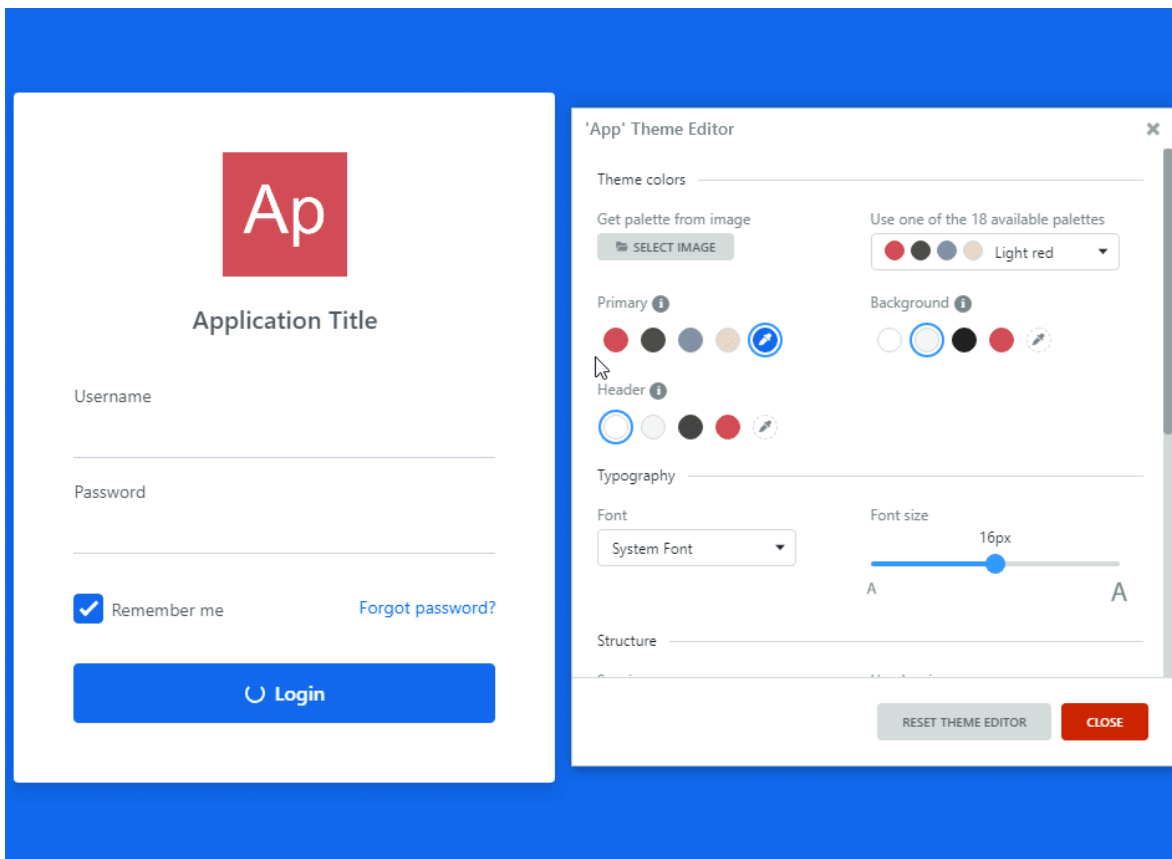 Ap
Application Title
Username
Password
Remember me
Forgot password?
Login
'App' Theme Editor
Theme colors
Get palette from image
SELECT IMAGE
Use one of the 18 available palettes
Light red
Primary
Background
Header
Typography
Font
System Font
Font size
16px
A
A
Structure
RESET THEME EDITOR
CLOSE